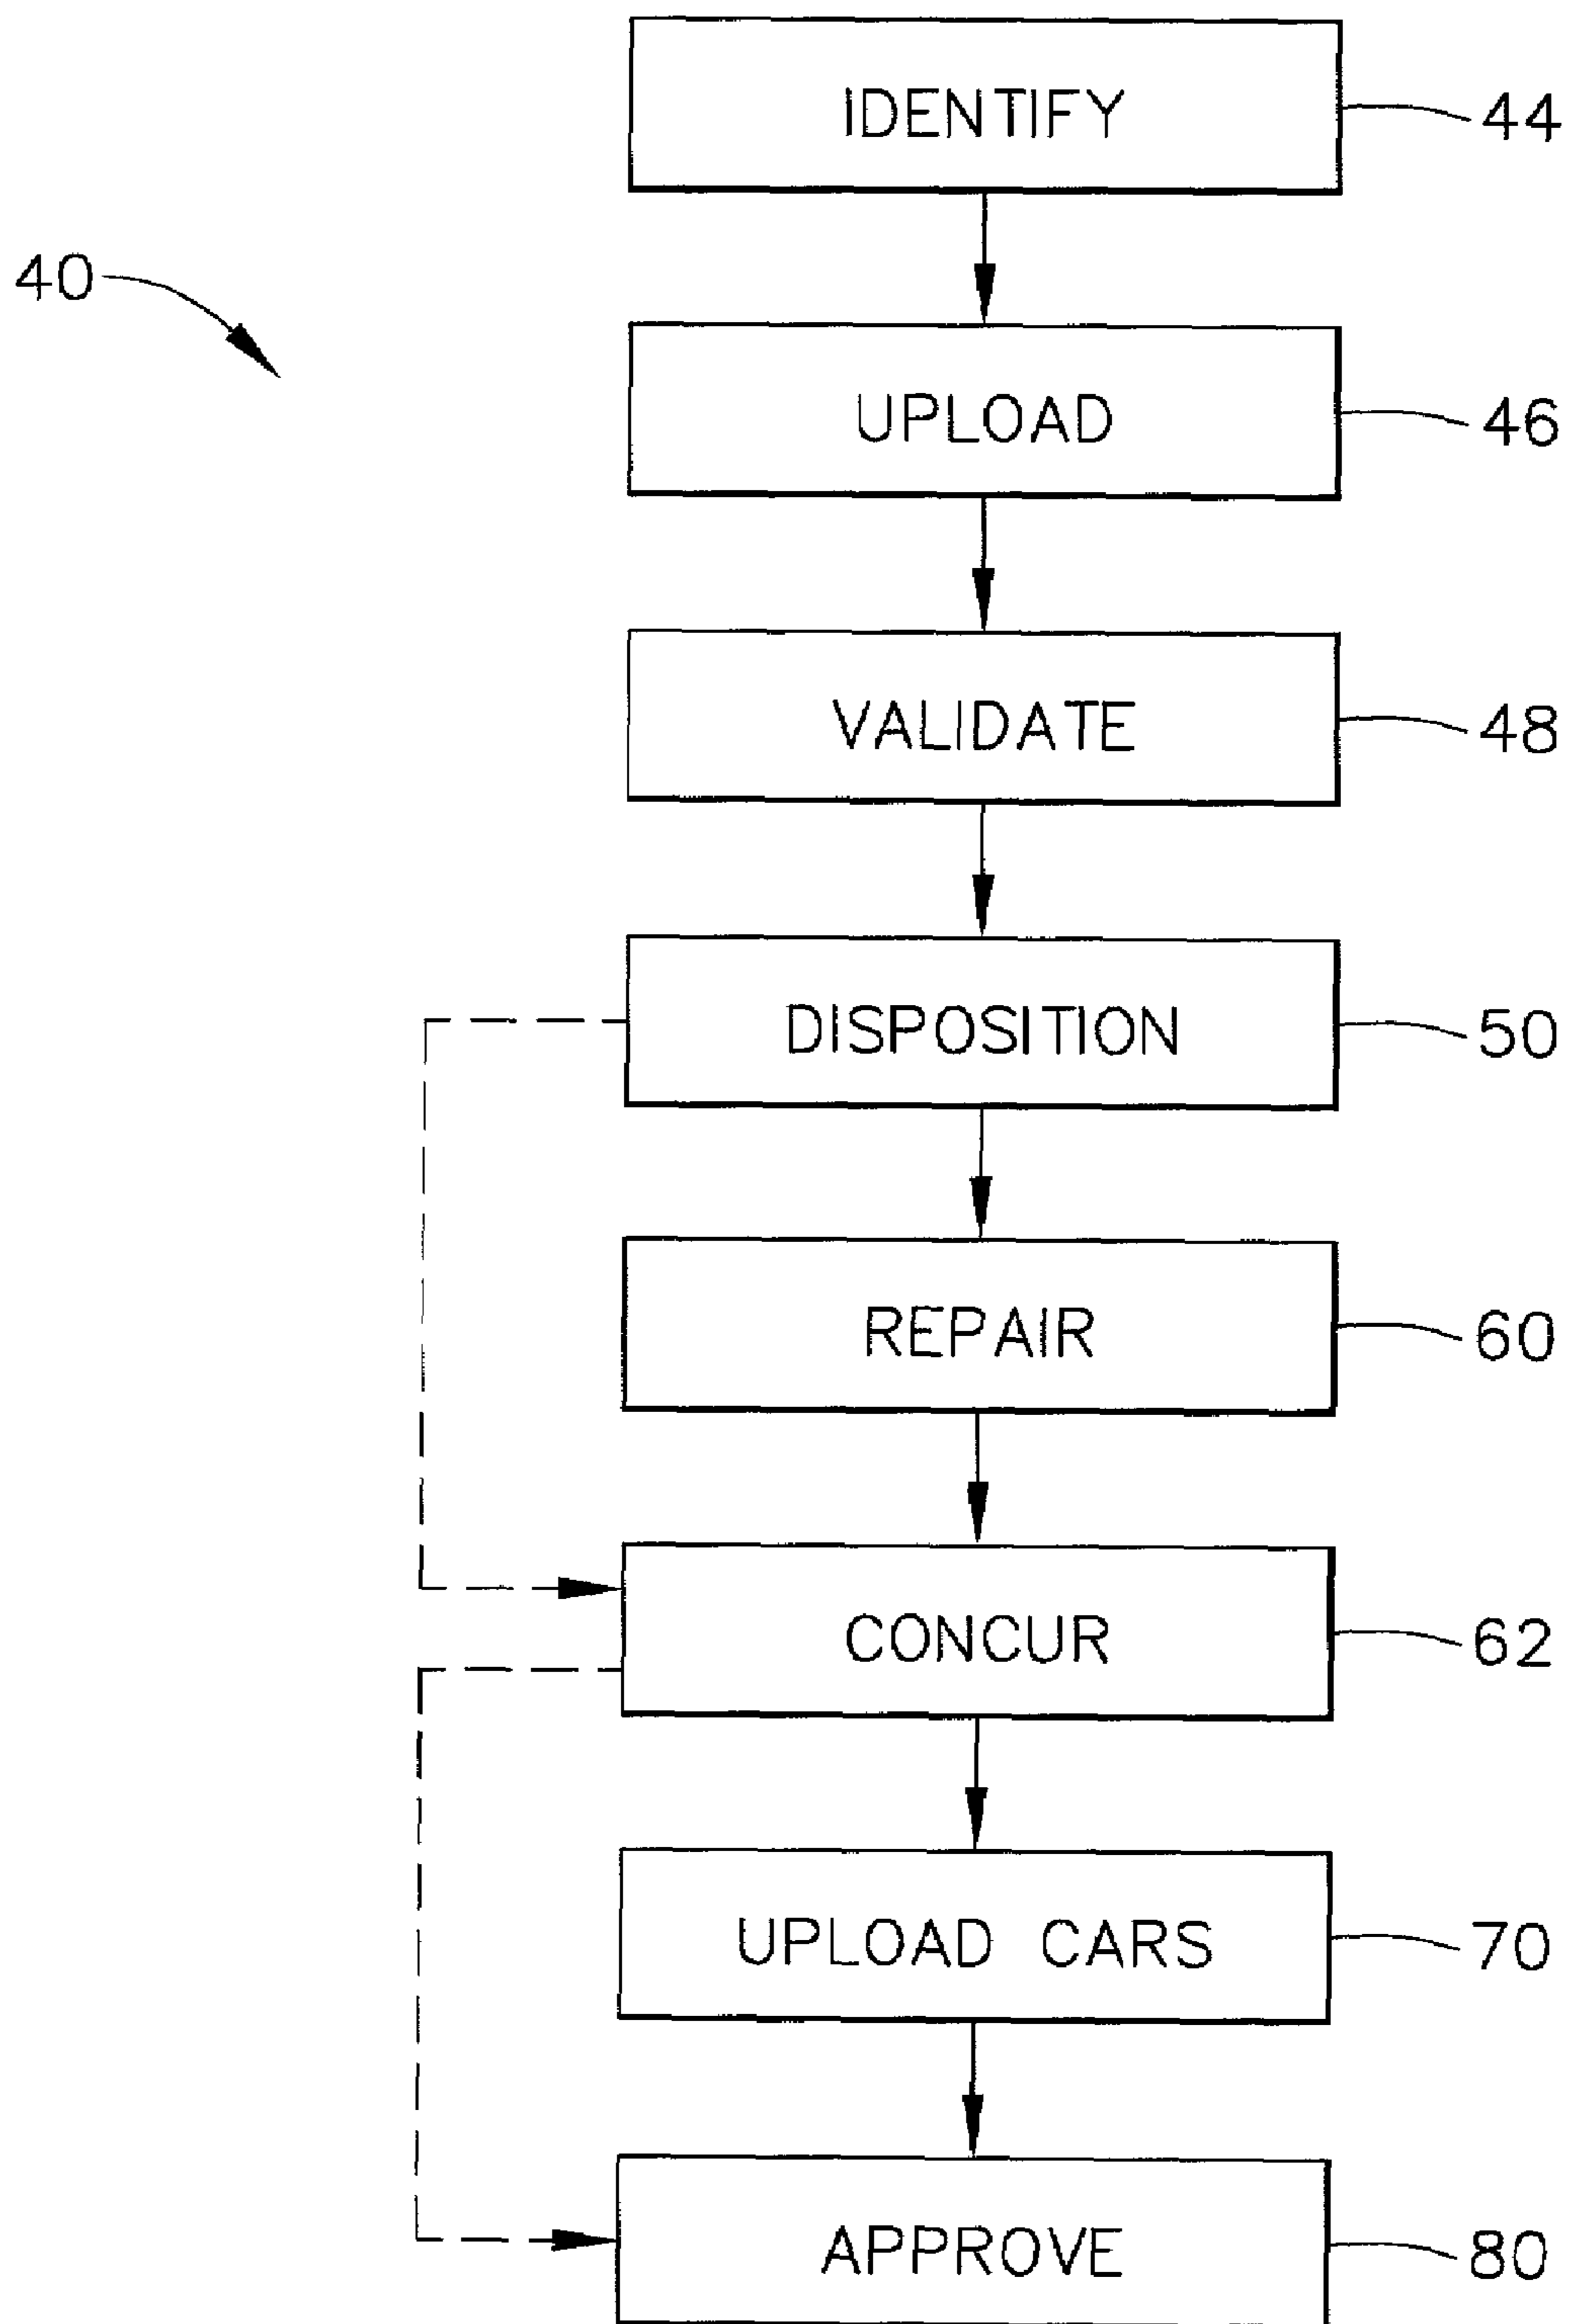 IDENTIFY
44
40
UPLOAD
46
VALIDATE
48
DISPOSITION
50
REPAIR
60
CONCUR
62
UPLOAD CARS
70
APPROVE
80